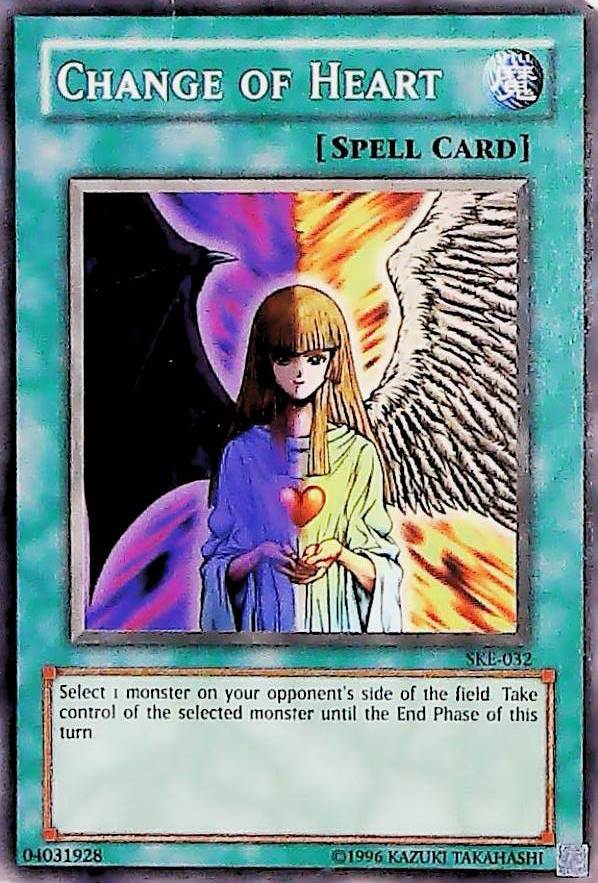 CHANGE OF HEART
魔
[SPELL CARD]
SKE-032
Select 1 monster on your opponent's side of the field. Take
control of the selected monster until the End Phase of this
turn.
04031928
©1996 KAZUKI TAKAHASHI